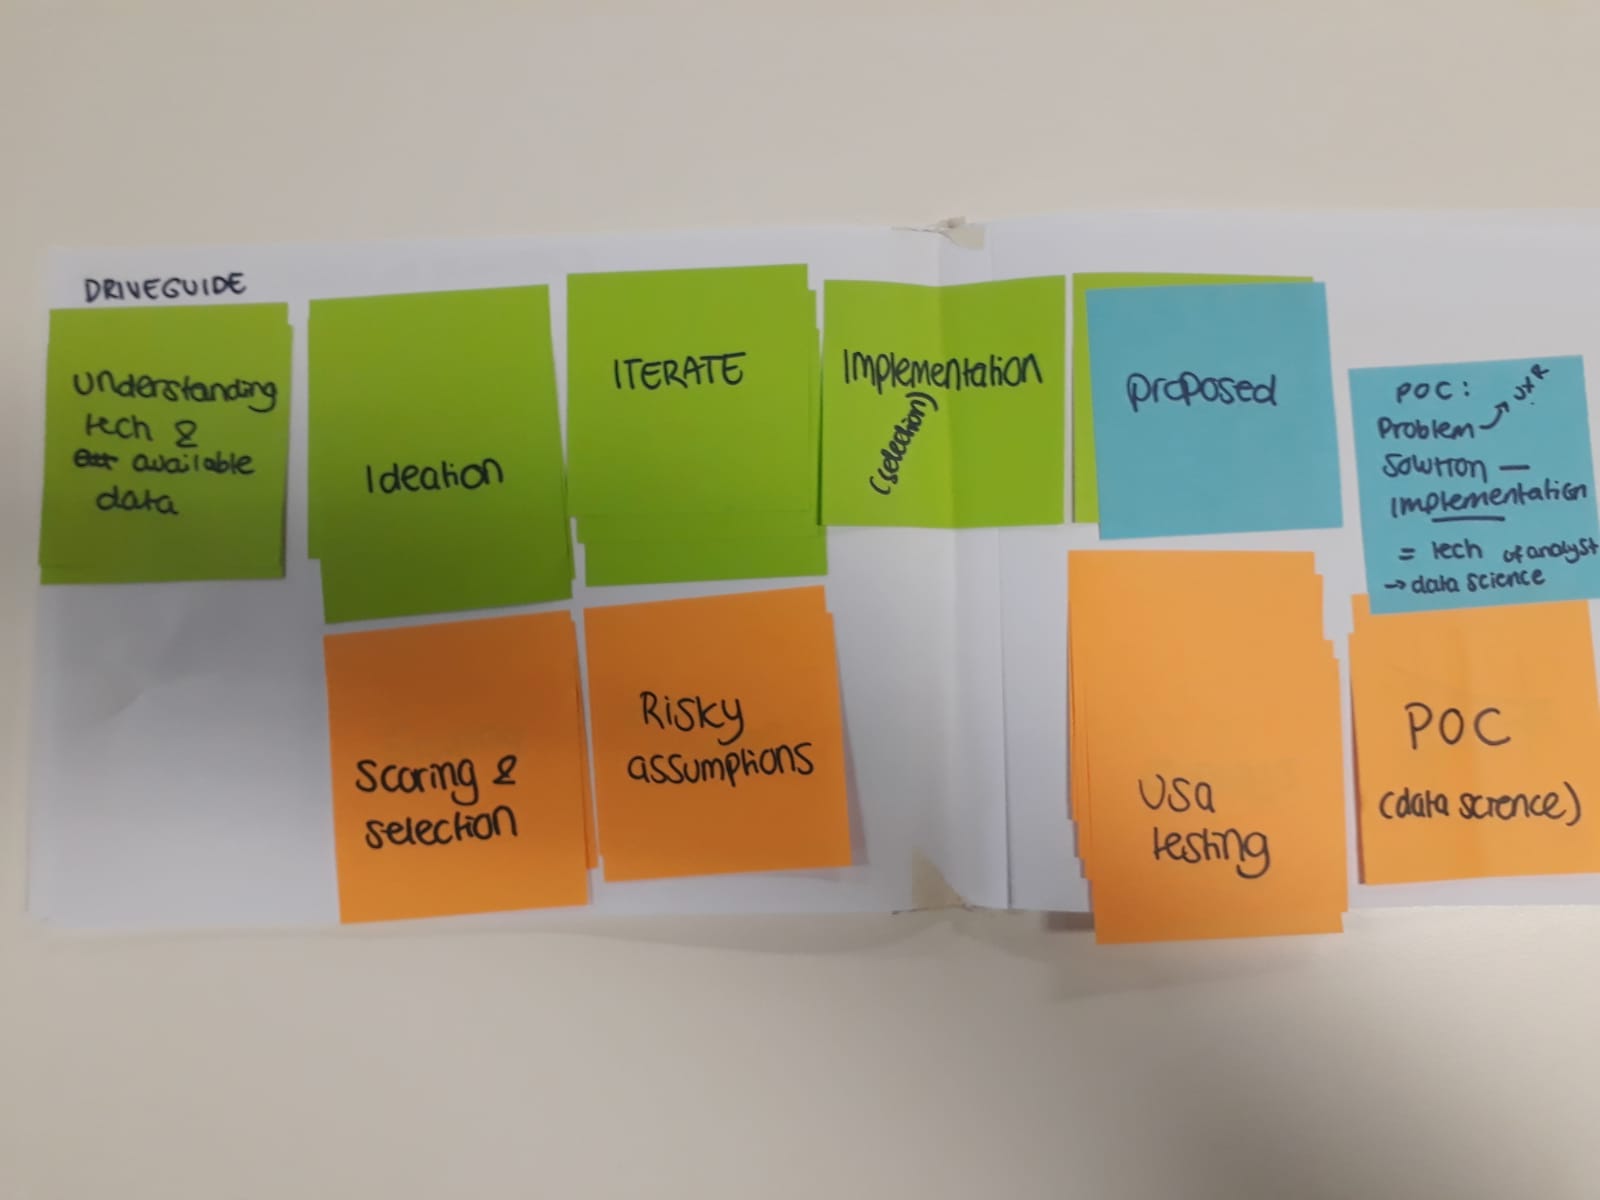 DRIVEGUIDE
understanding
tech &
available
data
Ideation
ITERATE
Implementation
(selection)
proposed
POC:
Problem
UXR
Solution —
Implementation
= tech of analyst
→ data science
Scoring &
selection
Risky
assumptions
USA
testing
POC
(data science)